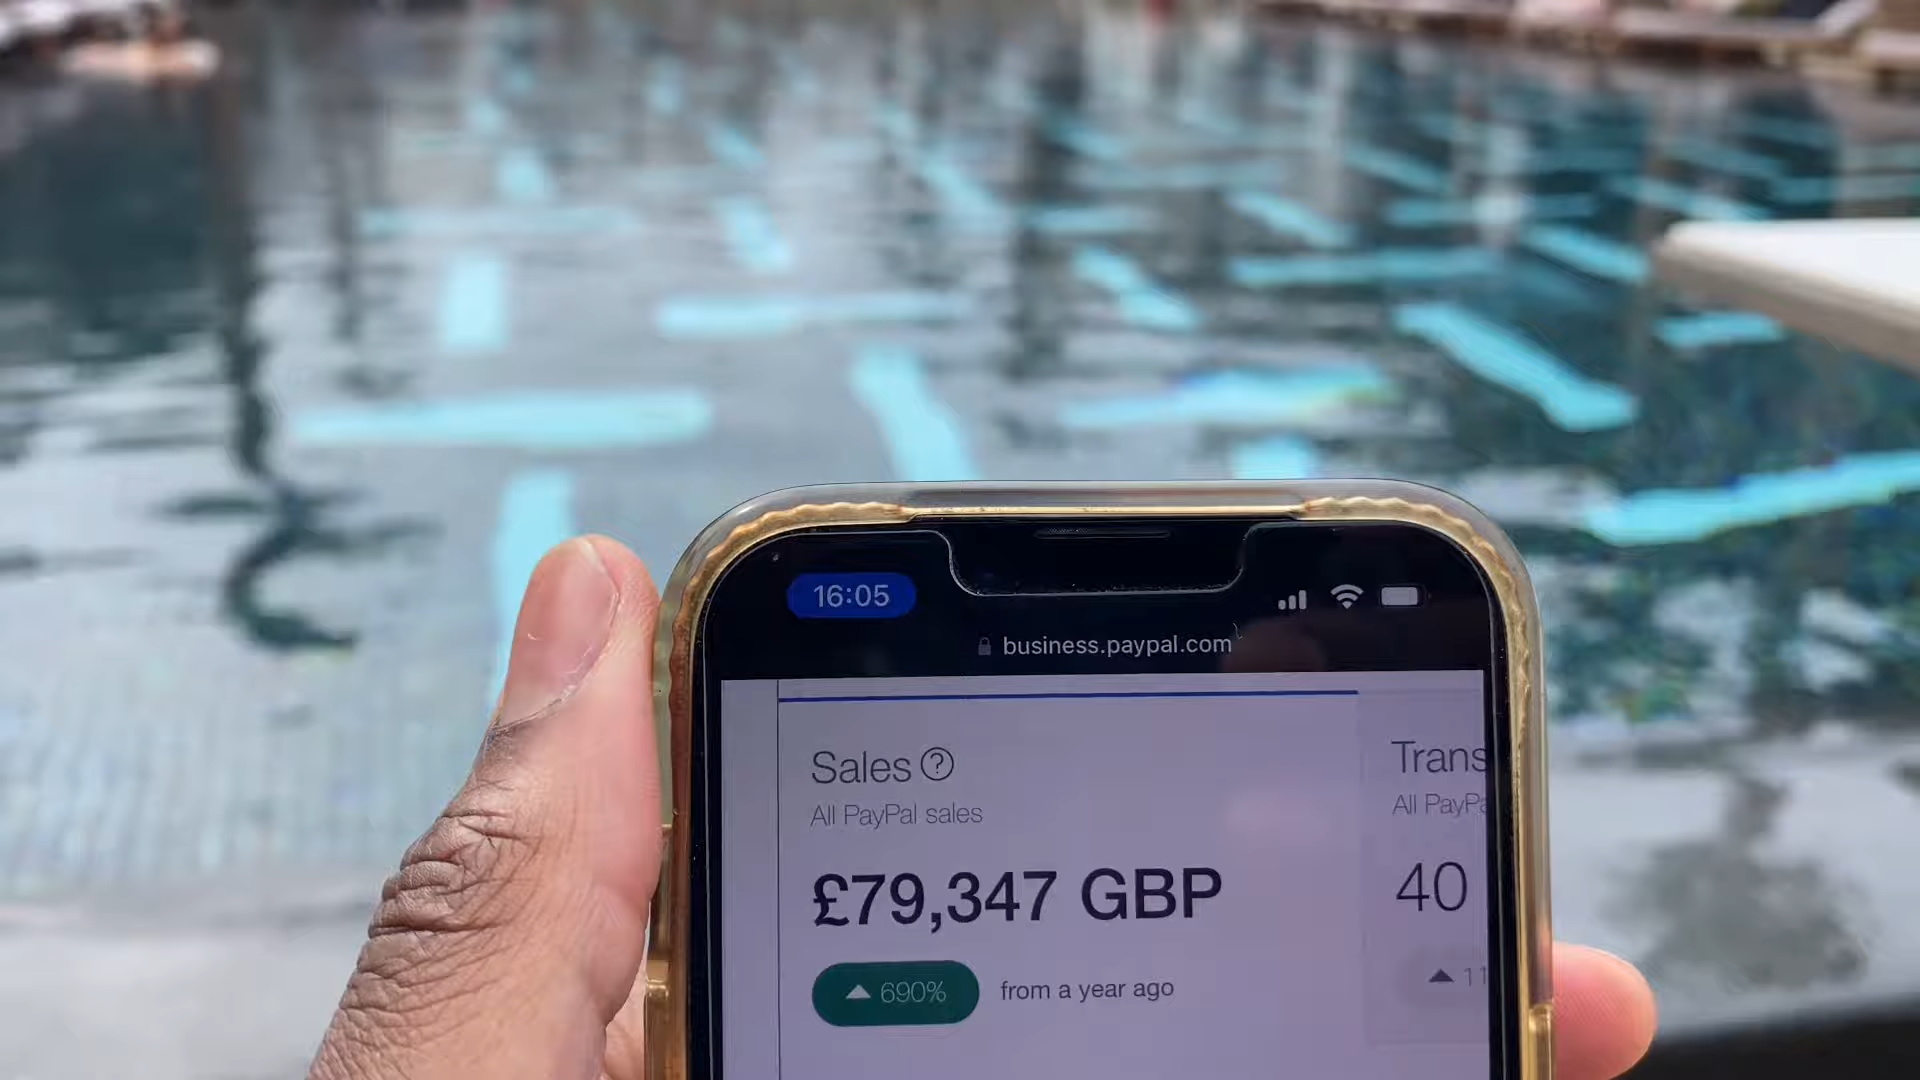 16:05
business.paypal.com
Sales ?
All PayPal sales
£79,347 GBP
690% from a year ago
Trans
All PayPa
40
11